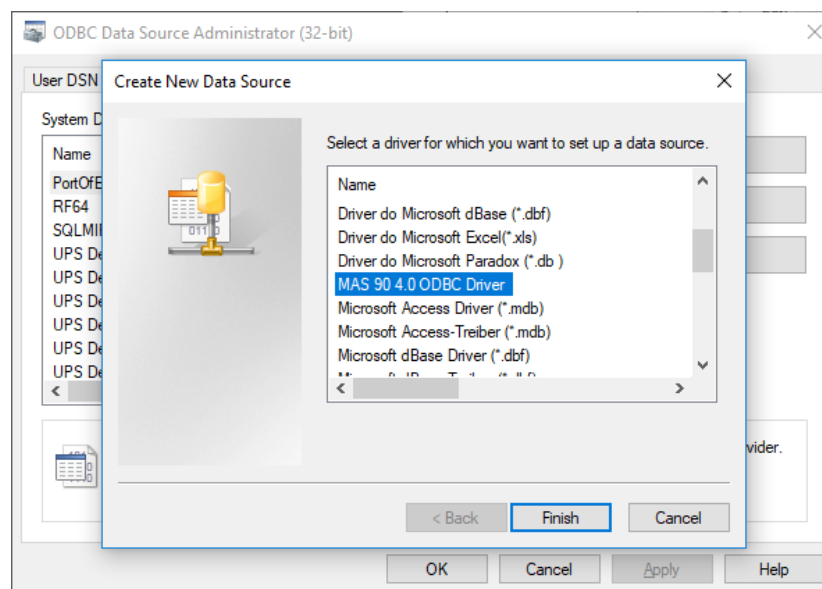 ODBC Data Source Administrator (32-bit)
User DSN
Create New Data Source
System D
Name
PortOfE
RF64
SQLMI
UPS De
UPS De
UPS De
UPS De
UPS De
UPS De
Select a driver for which you want to set up a data source.
Name
Driver do Microsoft dBase (*.dbf)
Driver do Microsoft Excel(*.xls)
Driver do Microsoft Paradox (*.db )
MAS 90 4.0 ODBC Driver
Microsoft Access Driver (*.mdb)
Microsoft Access-Treiber (*.mdb)
Microsoft dBase Driver (*.dbf)
vider.
< Back Finish Cancel
OK Cancel Apply Help